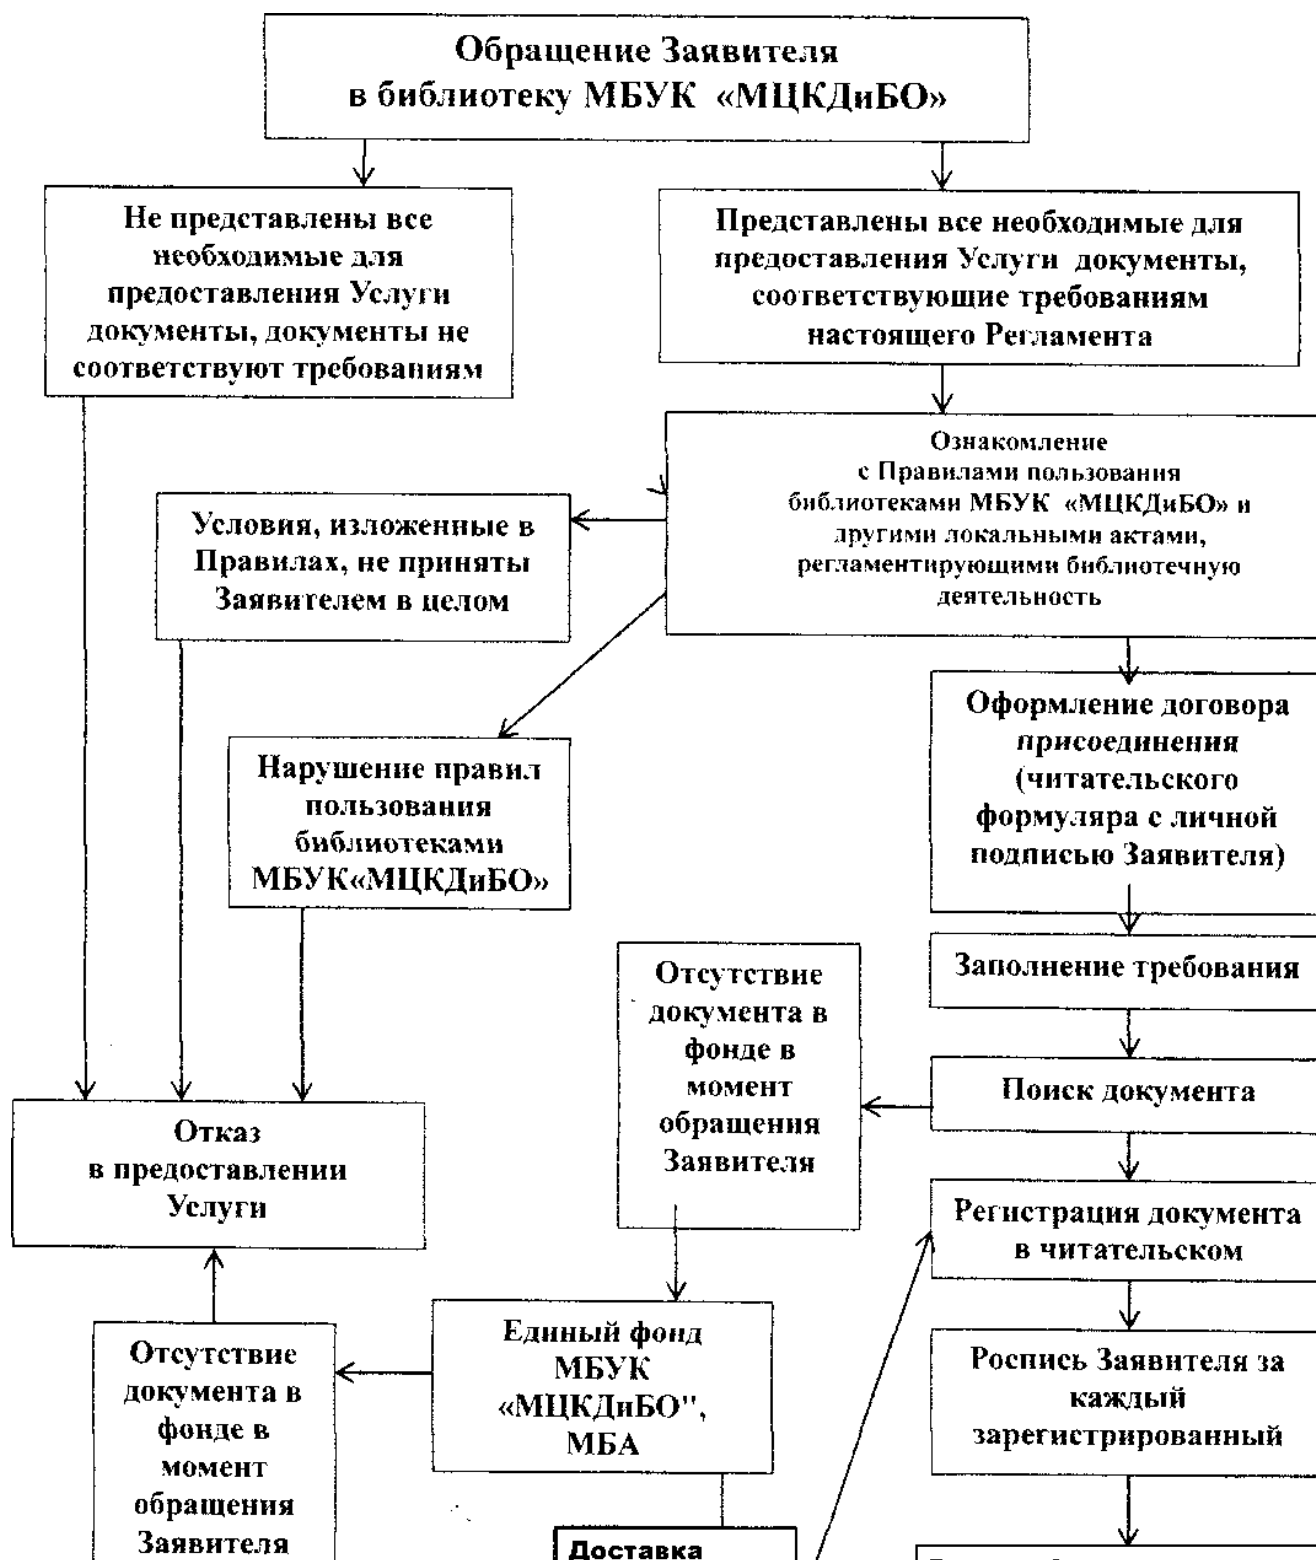 Обращение Заявителя
в библиотеку МБУК «МЦКДиБО»
Не представлены все
необходимые для
предоставления Услуги
документы, документы не
соответствуют требованиям
Представлены все необходимые для
предоставления Услуги документы,
соответствующие требованиям
настоящего Регламента
Ознакомление
с Правилами пользования
библиотеками МБУК «МЦКДиБО» и
другими локальными актами,
регламентирующими библиотечную
деятельность
Условия, изложенные в
Правилах, не приняты
Заявителем в целом
Оформление договора
присоединения
(читательского
формуляра с личной
подписью Заявителя)
Нарушение правил
пользования
библиотеками
МБУК«МЦКДиБО»
Заполнение требования
Отсутствие
документа в
фонде в
момент
обращения
Заявителя
Поиск документа
Отказ
в предоставлении
Услуги
Регистрация документа
в читательском
Единый фонд
МБУК
«МЦКДиБО",
МБА
Отсутствие
документа в
фонде в
момент
обращения
Заявителя
Роспись Заявителя за
каждый
зарегистрированный
Доставка